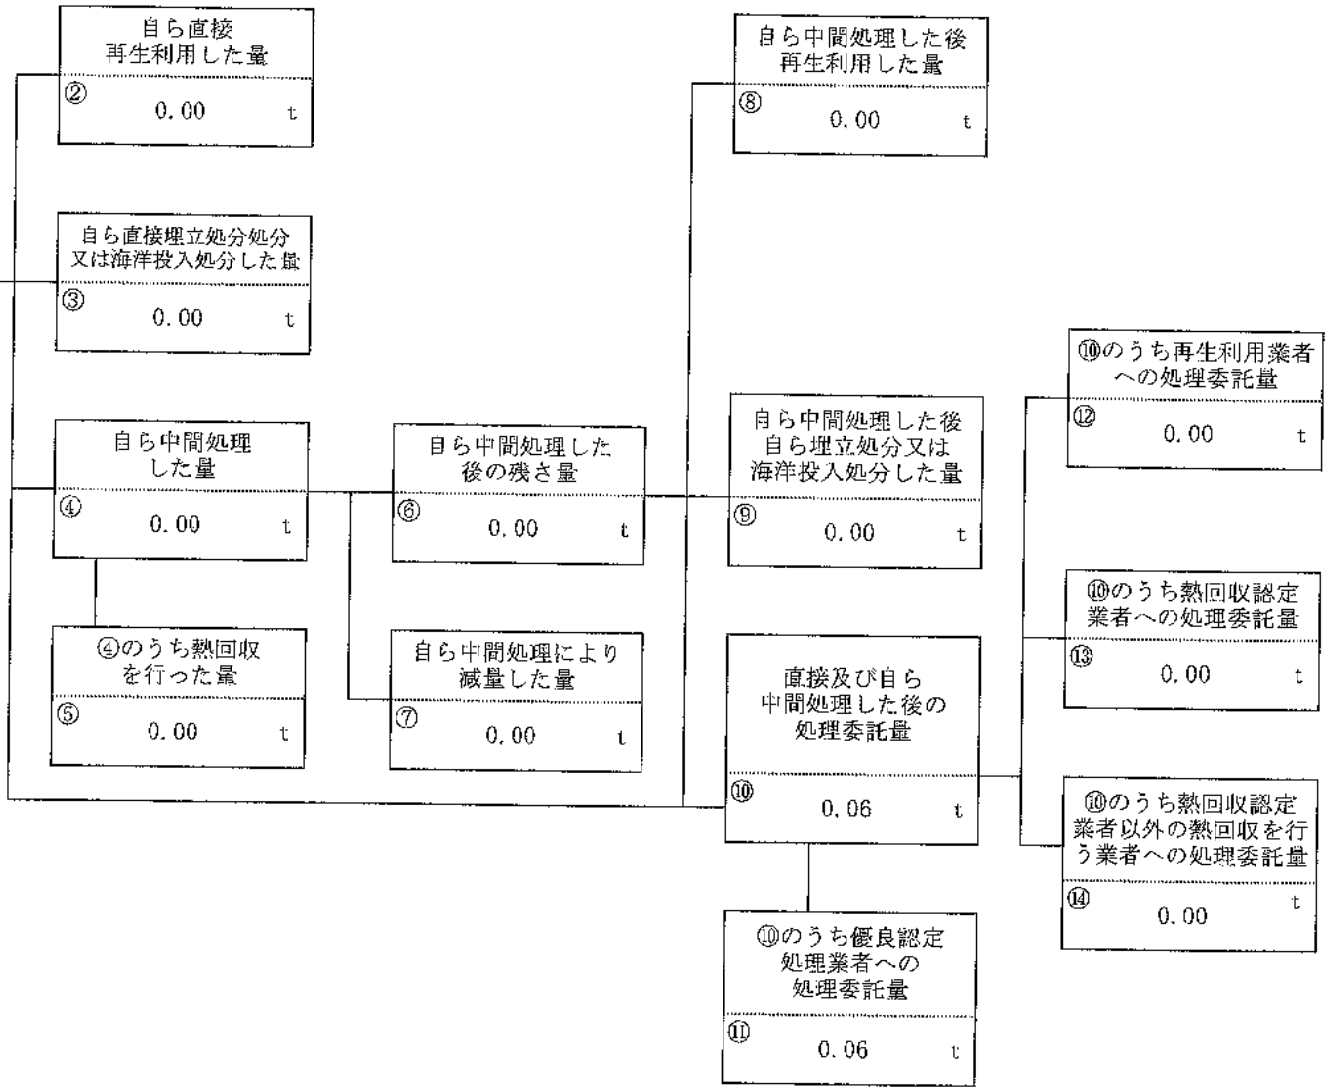 自ら直接
再生利用した量
②
0.00 t
自ら直接埋立処分処分
又は海洋投入処分した量
③
0.00 t
自ら中間処理
した量
④
0.00 t
④のうち熱回収
を行った量
⑤
0.00 t
自ら中間処理した
後の残さ量
⑥
0.00 t
自ら中間処理により
減量した量
⑦
0.00 t
自ら中間処理した後
再生利用した量
⑧
0.00 t
自ら中間処理した後
自ら埋立処分又は
海洋投入処分した量
⑨
0.00 t
直接及び自ら
中間処理した後の
処理委託量
⑩
0.06 t
⑩のうち優良認定
処理業者への
処理委託量
⑪
0.06 t
⑩のうち再生利用業者
への処理委託量
⑫
0.00 t
⑩のうち熱回収認定
業者への処理委託量
⑬
0.00 t
⑩のうち熱回収認定
業者以外の熱回収を行
う業者への処理委託量
⑭
0.00 t